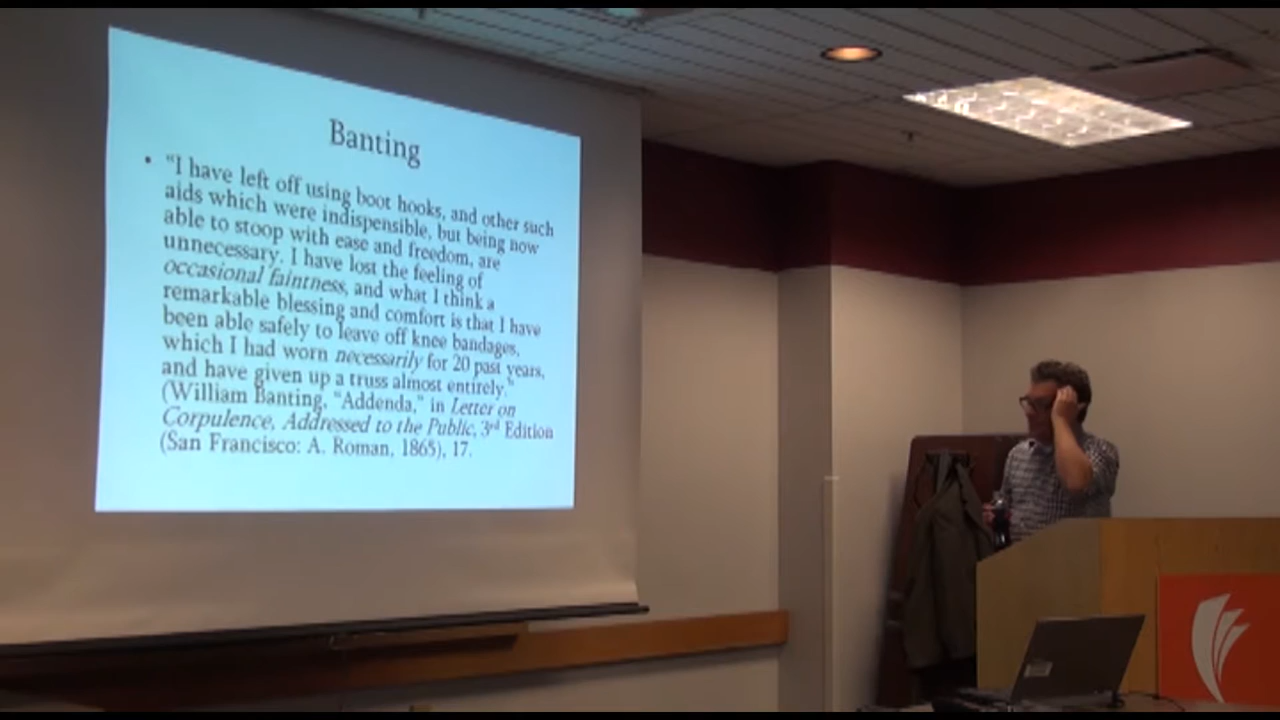 Banting
• “I have left off using boot hooks, and other such
aids which were indispensible, but being now
able to stoop with ease and freedom, are
unnecessary. I have lost the feeling of
occasional faintness, and what I think a
remarkable blessing and comfort is that I have
been able safely to leave off knee bandages,
which I had worn necessarily for 20 past years,
and have given up a truss almost entirely.”
(William Banting, “Addenda,” in Letter on
Corpulence, Addressed to the Public, 3rd Edition
(San Francisco: A. Roman, 1865), 17.